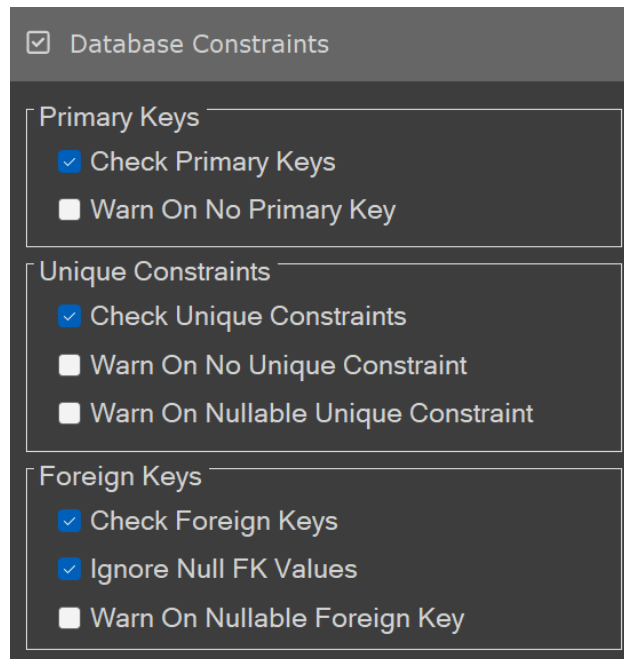 Database Constraints
Primary Keys
Check Primary Keys
Warn On No Primary Key
Unique Constraints
Check Unique Constraints
Warn On No Unique Constraint
Warn On Nullable Unique Constraint
Foreign Keys
Check Foreign Keys
Ignore Null FK Values
Warn On Nullable Foreign Key